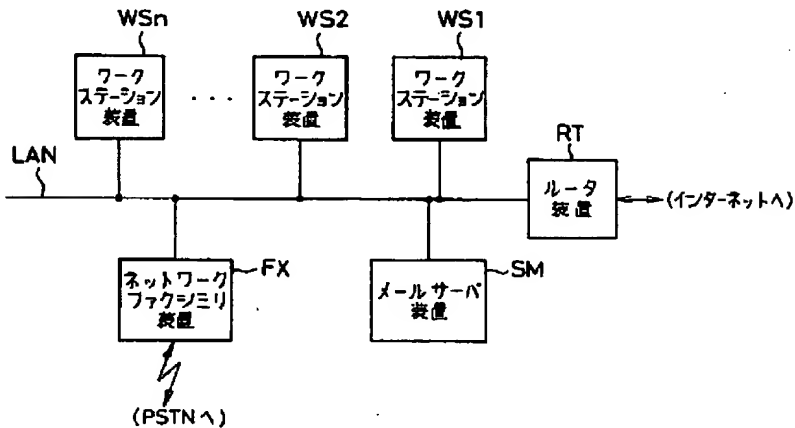 WSn
WS2
WS1
ワーク
ステーション
装置
・・・
ワーク
ステーション
装置
ワーク
ステーション
装置
LAN
RT
ルータ
装置
(インターネットへ)
FX
ネットワーク
ファクシミリ
装置
SM
メールサーバ
装置
(PSTNへ)